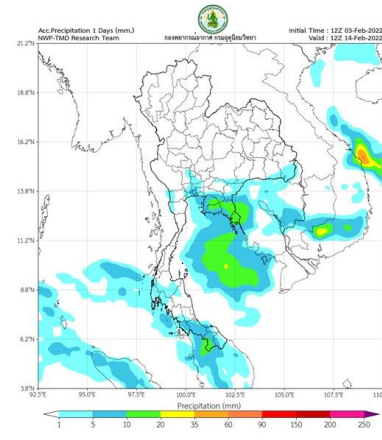 Acc.Precipitation 1 Days (mm.)
NWP-TMD Research Team
กองพยากรณ์อากาศ กรมอุตุนิยมวิทยา
Initial Time : 12Z 03-Feb-2022
Valid : 12Z 14-Feb-2022
21.2°N
18.8°N
16.2°N
13.8°N
11.2°N
8.8°N
6.2°N
3.8°N
92.5°E 95.0°E 97.5°E 100.0°E 102.5°E 105.0°E 107.5°E 110
Precipitation (mm)
1 5 10 20 35 60 90 150 200 250